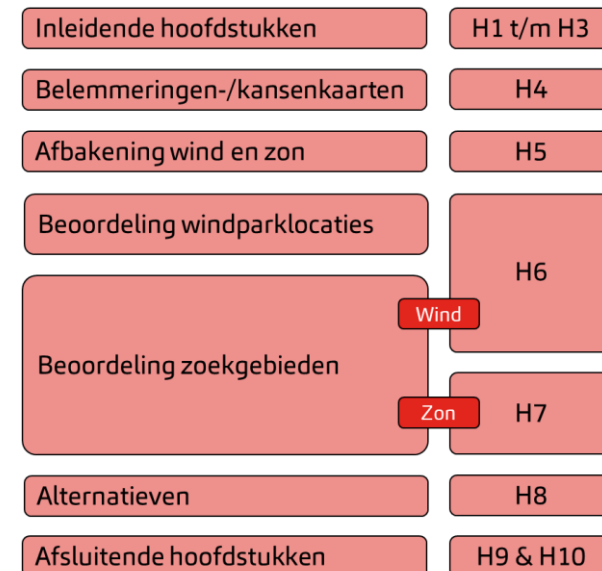 Inleidende hoofdstukken H1 t/m H3
Belemmeringen-/kansenkaarten H4
Afbakening wind en zon H5
Beoordeling windparklocaties
H6
Wind
Beoordeling zoekgebieden
Zon H7
Alternatieven H8
Afsluitende hoofdstukken H9 & H10